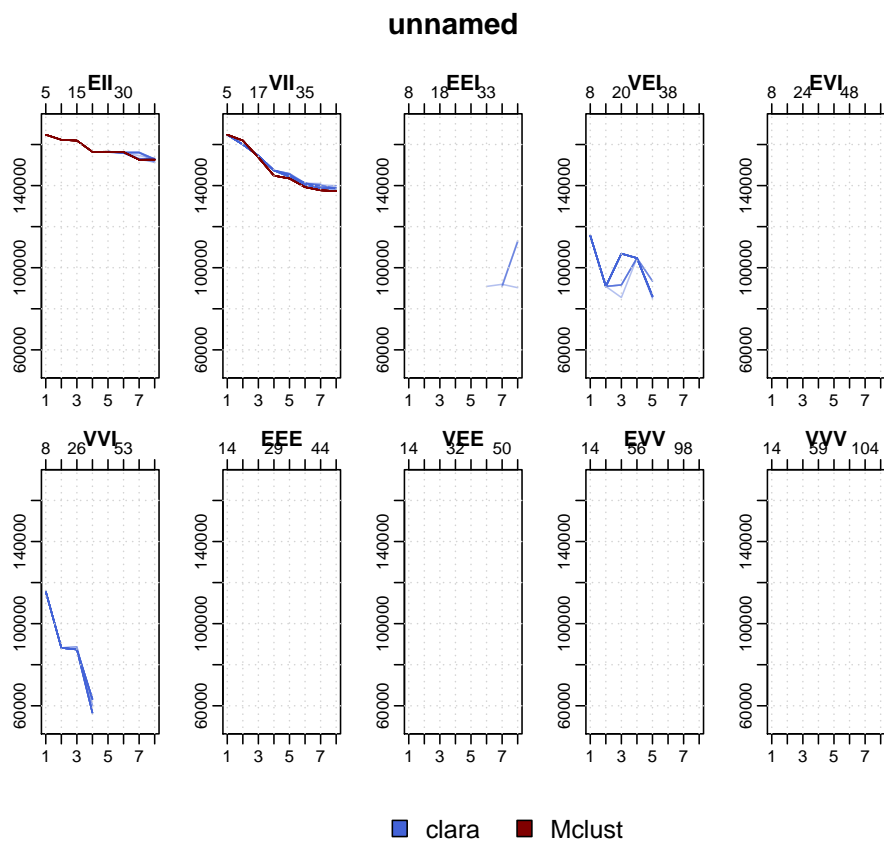 unnamed
EII VII EEI VEI EVI
5 15 30 5 17 35 8 18 33 8 20 38 8 24 48
60000 100000 140000 60000 100000 140000 60000 100000 140000 60000 100000 140000 60000 100000 140000
1 3 5 7 1 3 5 7 1 3 5 7 1 3 5 7 1 3 5 7
VVI EEE VEE EVV VVV
8 26 53 14 29 44 14 32 50 14 56 98 14 59 104
60000 100000 140000 60000 100000 140000 60000 100000 140000 60000 100000 140000 60000 100000 140000
1 3 5 7 1 3 5 7 1 3 5 7 1 3 5 7 1 3 5 7
clara Mclust